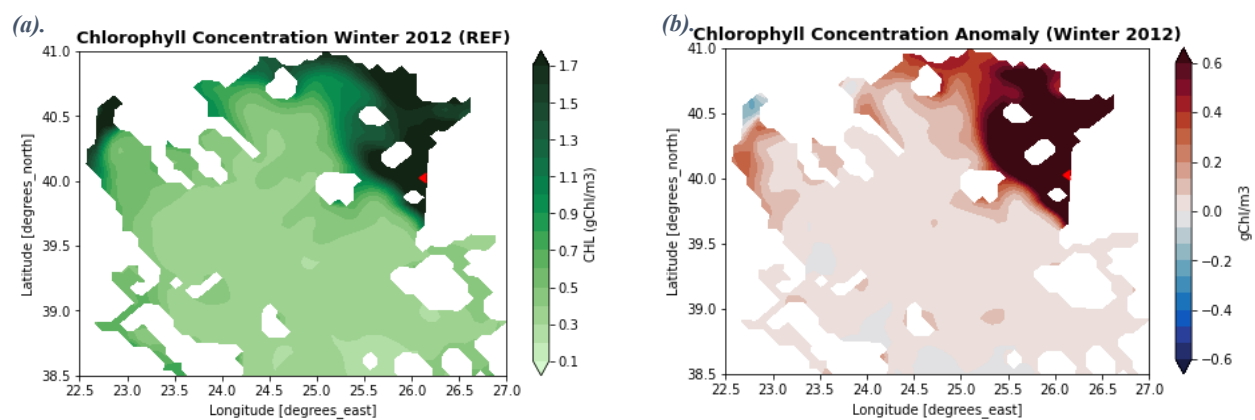 (a).
Chlorophyll Concentration Winter 2012 (REF)
41.0
40.5
40.0
39.5
39.0
38.5
Latitude [degrees_north]
22.5 23.0 23.5 24.0 24.5 25.0 25.5 26.0 26.5 27.0
Longitude [degrees_east]
1.7
1.5
1.3
1.1
0.9
0.7
0.5
0.3
0.1
CHL (gChl/m3)
(b).
Chlorophyll Concentration Anomaly (Winter 2012)
41.0
40.5
40.0
39.5
39.0
38.5
Latitude [degrees_north]
22.5 23.0 23.5 24.0 24.5 25.0 25.5 26.0 26.5 27.0
Longitude [degrees_east]
0.6
0.4
0.2
0.0
−0.2
−0.4
−0.6
gChl/m3